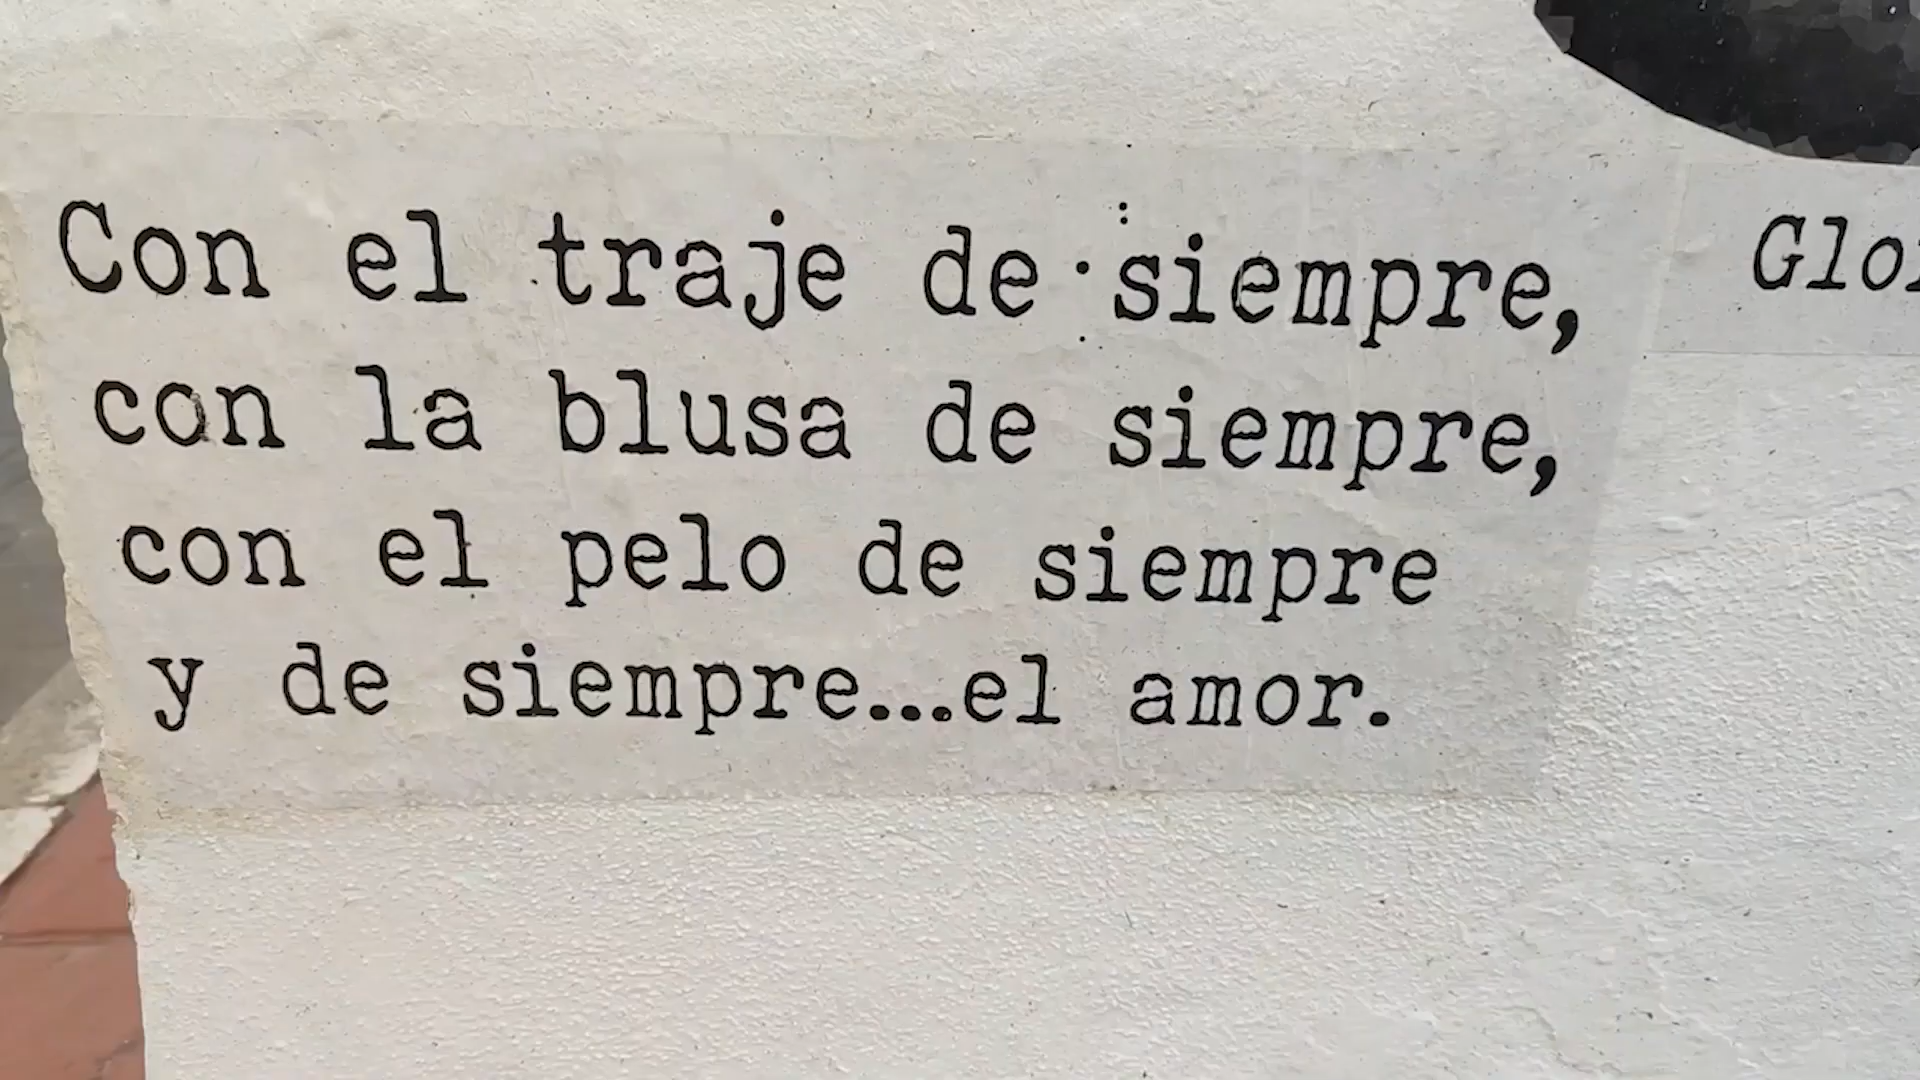 Con el traje de siempre,
con la blusa de siempre,
con el pelo de siempre
y de siempre...el amor.